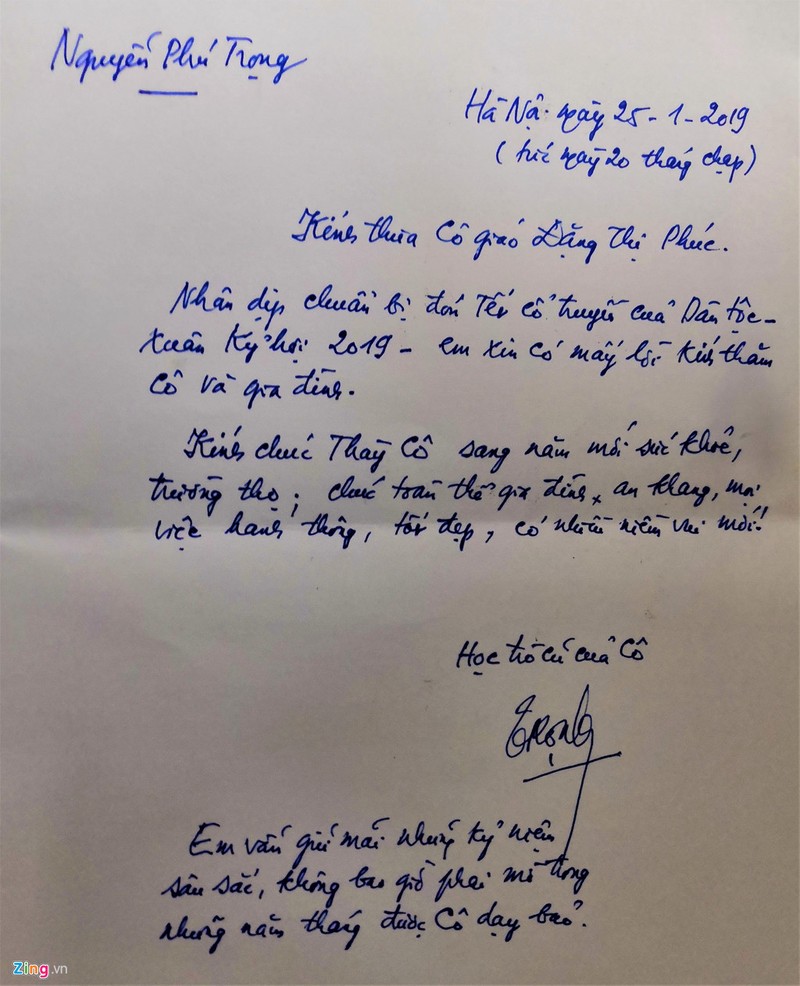 Nguyễn Phú Trọng
Hà Nội. ngày 25-1-2019
(tức ngày 20 tháng chạp)
Kính thưa Cô giáo Đặng Thị Phúc.
Nhân dịp chuẩn bị đón Tết cổ truyền của Dân tộc -
Xuân Kỷ hợi 2019 - em xin có mấy lời kính thăm
Cô và gia đình.
Kính chúc Thầy Cô sang năm mới sức khoẻ,
trường thọ; chúc toàn thể gia đình an khang, mọi
việc hanh thông, tốt đẹp, có nhiều niềm vui mới!
Học trò cũ của Cô
Trọng
Em vẫn giữ mãi những kỷ niệm
sâu sắc, không bao giờ phai mờ trong
những năm tháng được Cô dạy bảo.
Zing.vn